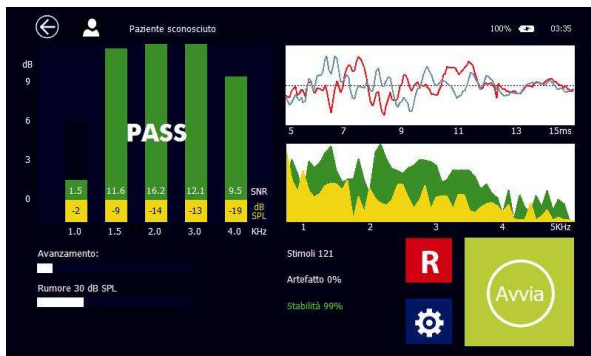 Paziente sconosciuto
100%
03:35
dB
9
6
3
0
PASS
1.5 11.6 16.2 12.1 9.5 SNR
-2 -9 -14 -13 -19 dB SPL
1.0 1.5 2.0 3.0 4.0 KHz
5 7 9 11 13 15ms
1 2 3 4 5KHz
Avanzamento:
Rumore 30 dB SPL
Stimoli 121
Artefatto 0%
Stabilità 99%
R
Avvia